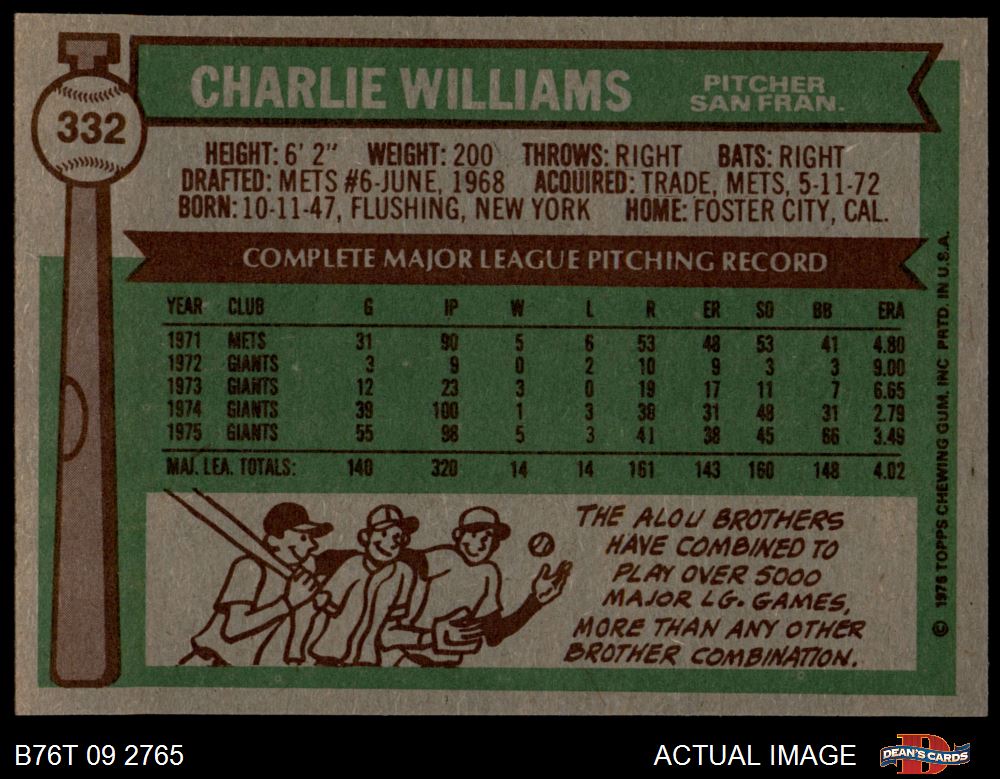 332
CHARLIE WILLIAMS
PITCHER
SAN FRAN.
HEIGHT: 6' 2" WEIGHT: 200 THROWS: RIGHT BATS: RIGHT
DRAFTED: METS #6-JUNE, 1968 ACQUIRED: TRADE, METS, 5-11-72
BORN: 10-11-47, FLUSHING, NEW YORK HOME: FOSTER CITY, CAL.
COMPLETE MAJOR LEAGUE PITCHING RECORD
YEAR CLUB G IP W L R ER SO BB ERA
1971 METS 31 90 5 6 53 48 53 41 4.80
1972 GIANTS 3 9 0 2 10 9 3 3 9.00
1973 GIANTS 12 23 3 0 19 17 11 7 6.65
1974 GIANTS 39 100 1 3 38 31 48 31 2.79
1975 GIANTS 55 98 5 3 41 38 45 66 3.49
MAJ. LEA. TOTALS: 140 320 14 14 161 143 160 148 4.02
THE ALOU BROTHERS
HAVE COMBINED TO
PLAY OVER 5000
MAJOR LG. GAMES,
MORE THAN ANY OTHER
BROTHER COMBINATION.
© 1976 TOPPS CHEWING GUM, INC PRTD. IN U.S.A.
B76T 09 2765
ACTUAL IMAGE
DEAN'S CARDS